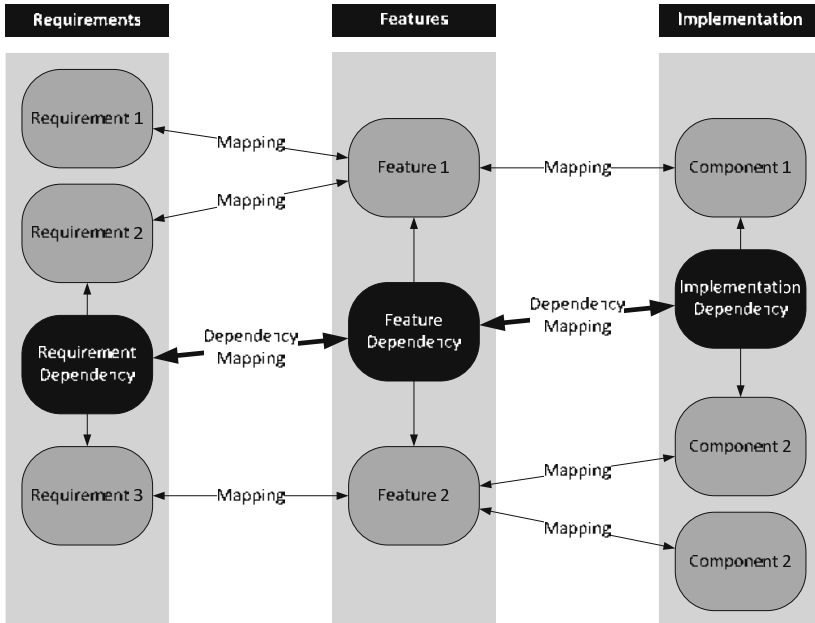 Requirements
Features
Implementation
Requirement 1
Mapping
Feature 1
Mapping
Component 1
Mapping
Requirement 2
Requirement
Dependency
Dependency
Mapping
Feature
Dependency
Dependency
Mapping
Implementation
Dependency
Requirement 3
Mapping
Feature 2
Mapping
Component 2
Mapping
Component 2